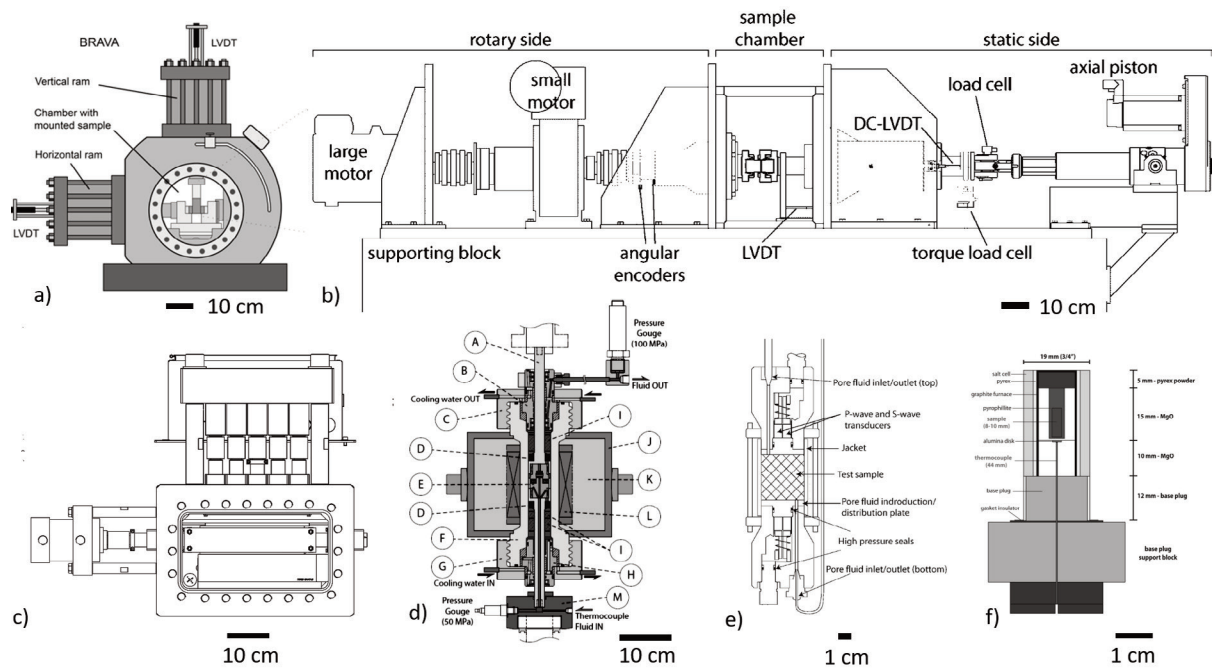 BRAVA
LVDT
Vertical ram
Chamber with
mounted sample
Horizontal ram
LVDT
a)
10 cm
rotary side
sample
chamber
static side
large
motor
small
motor
axial piston
load cell
DC-LVDT
supporting block
angular
encoders
LVDT
torque load cell
b)
10 cm
c)
10 cm
A
B
Pressure
Gouge
(100 MPa)
Fluid OUT
Cooling water OUT
C
I
D
J
E
K
D
L
F
I
G
H
Cooling water IN
M
Pressure
Gouge
(50 MPa)
Thermocouple
Fluid IN
d)
10 cm
Pore fluid inlet/outlet (top)
P-wave and S-wave
transducers
Jacket
Test sample
Pore fluid indroduction/
distribution plate
High pressure seals
Pore fluid inlet/outlet (bottom)
e)
1 cm
19 mm (3/4")
salt cell
pyrex
graphite furnace
pyrophillite
sample
(8-10 mm)
alumina disk
thermocouple
(44 mm)
base plug
gasket insulator
5 mm - pyrex powder
15 mm - MgO
10 mm - MgO
12 mm - base plug
base plug
support block
f)
1 cm